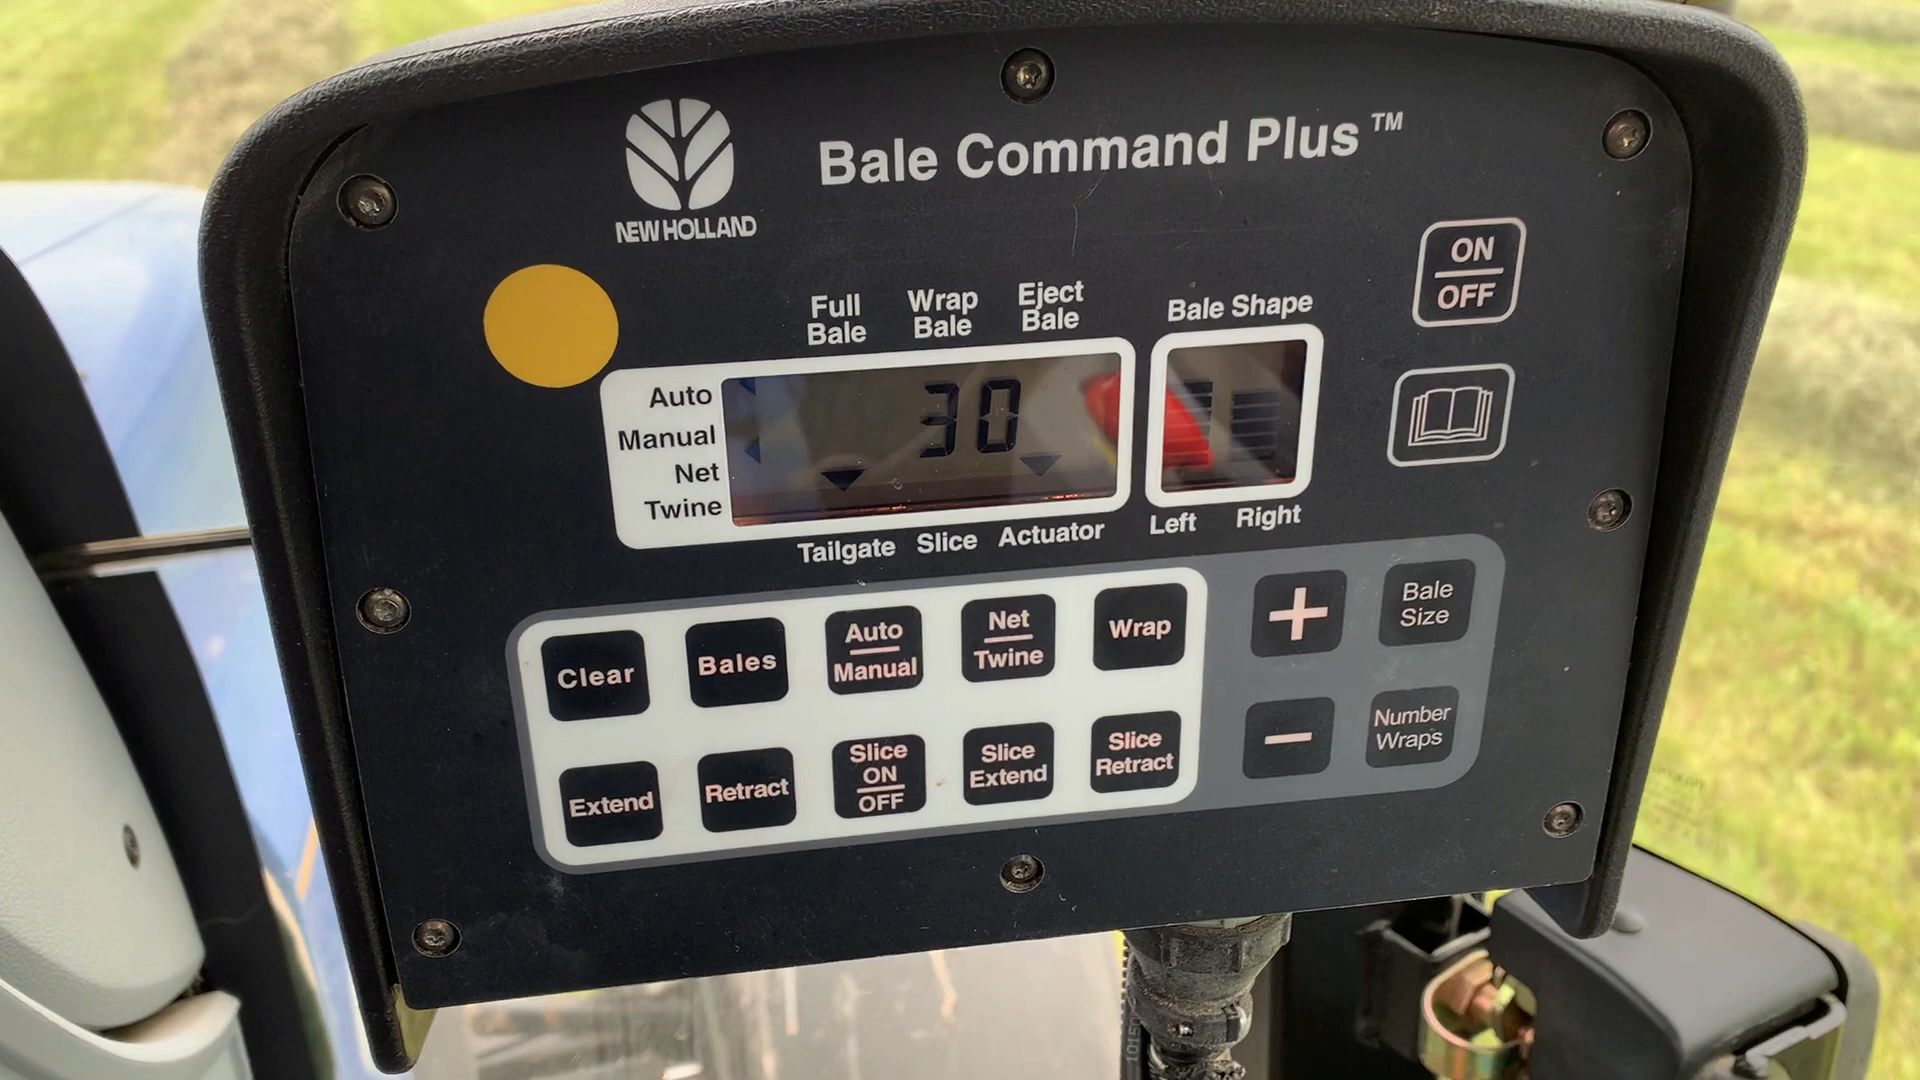 Bale Command Plus™
NEW HOLLAND
ON
OFF
Full
Bale
Wrap
Bale
Eject
Bale
Bale Shape
Auto
Manual
Net
Twine
30
Tailgate
Slice
Actuator
Left
Right
Clear
Bales
Auto
Manual
Net
Twine
Wrap
+
Bale
Size
Extend
Retract
Slice
ON
OFF
Slice
Extend
Slice
Retract
−
Number
Wraps